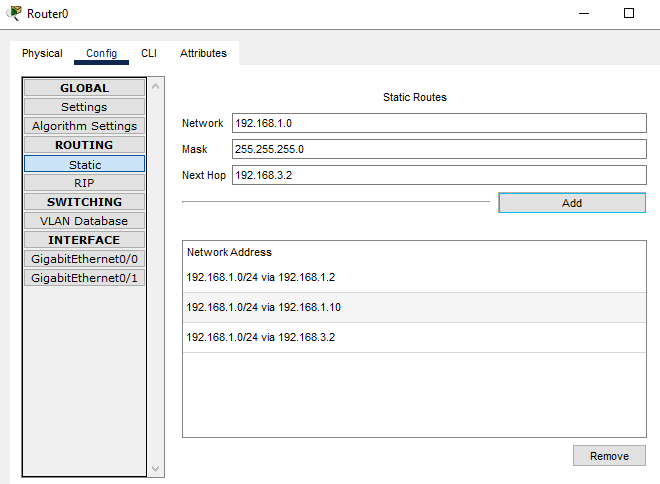 Router0
Physical Config CLI Attributes
GLOBAL
Settings
Algorithm Settings
ROUTING
Static
RIP
SWITCHING
VLAN Database
INTERFACE
GigabitEthernet0/0
GigabitEthernet0/1
Static Routes
Network 192.168.1.0
Mask 255.255.255.0
Next Hop 192.168.3.2
Add
Network Address
192.168.1.0/24 via 192.168.1.2
192.168.1.0/24 via 192.168.1.10
192.168.1.0/24 via 192.168.3.2
Remove